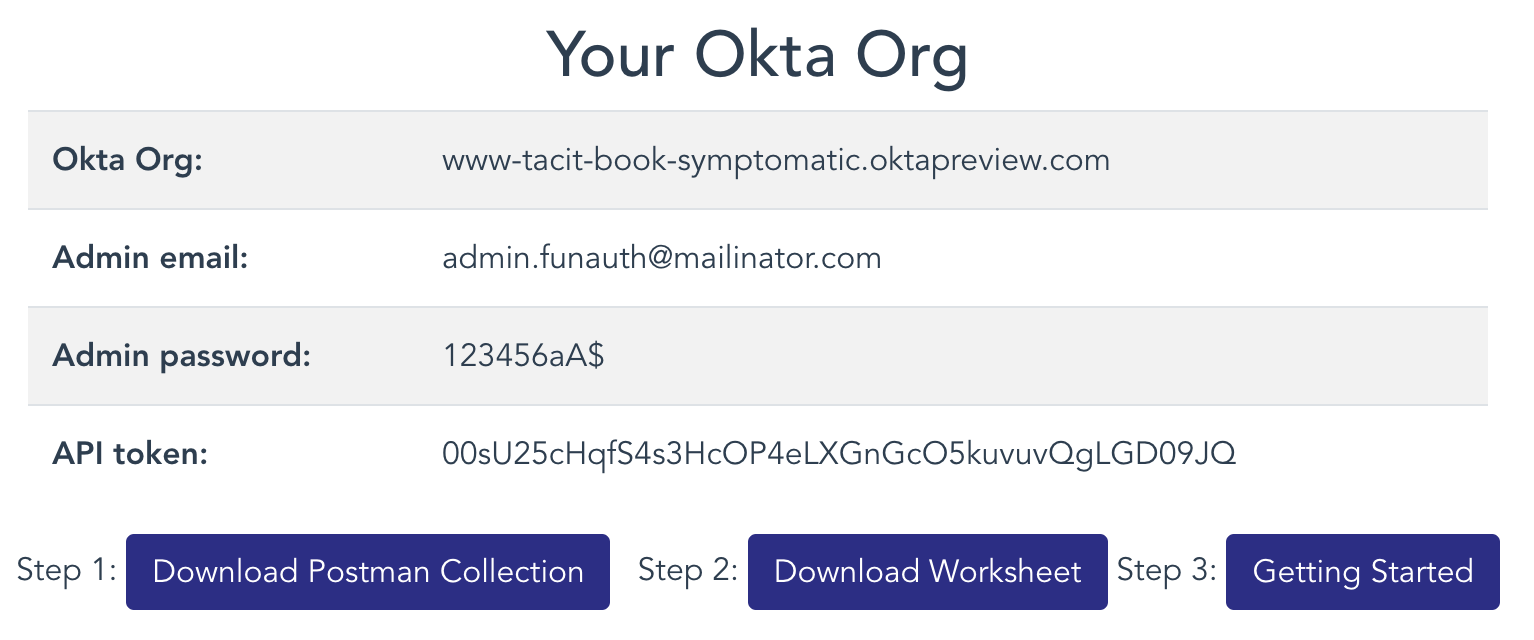 Your Okta Org
Okta Org: www-tacit-book-symptomatic.oktapreview.com
Admin email: admin.funauth@mailinator.com
Admin password: 123456aA$
API token: 00sU25cHqfS4s3HcOP4eLXGnGcO5kuvuvQgLGD09JQ
Step 1: Download Postman Collection Step 2: Download Worksheet Step 3: Getting Started